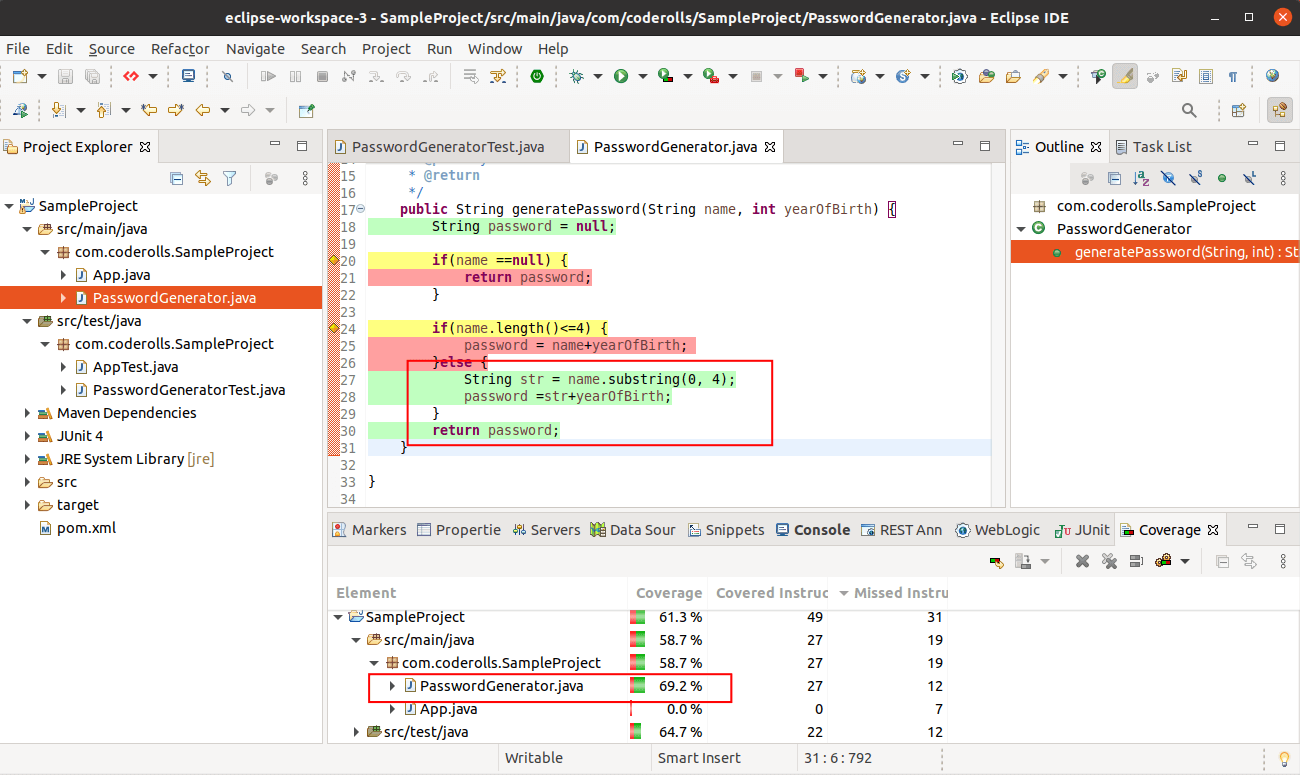 eclipse-workspace-3 - SampleProject/src/main/java/com/coderolls/SampleProject/PasswordGenerator.java - Eclipse IDE
File Edit Source Refactor Navigate Search Project Run Window Help
Project Explorer
SampleProject
src/main/java
com.coderolls.SampleProject
App.java
PasswordGenerator.java
src/test/java
com.coderolls.SampleProject
AppTest.java
PasswordGeneratorTest.java
Maven Dependencies
JUnit 4
JRE System Library [jre]
src
target
pom.xml
PasswordGeneratorTest.java PasswordGenerator.java
15 * @return
16 */
17 public String generatePassword(String name, int yearOfBirth) {
18 String password = null;
19
20 if(name ==null) {
21 return password;
22 }
23
24 if(name.length()<=4) {
25 password = name+yearOfBirth;
26 }else {
27 String str = name.substring(0, 4);
28 password =str+yearOfBirth;
29 }
30 return password;
31 }
32
33 }
34
Outline Task List
com.coderolls.SampleProject
PasswordGenerator
generatePassword(String, int) : St
Markers Propertie Servers Data Sour Snippets Console REST Ann WebLogic JUnit Coverage
Element Coverage Covered Instruc Missed Instru
SampleProject 61.3 % 49 31
src/main/java 58.7 % 27 19
com.coderolls.SampleProject 58.7 % 27 19
PasswordGenerator.java 69.2 % 27 12
App.java 0.0 % 0 7
src/test/java 64.7 % 22 12
Writable Smart Insert 31 : 6 : 792